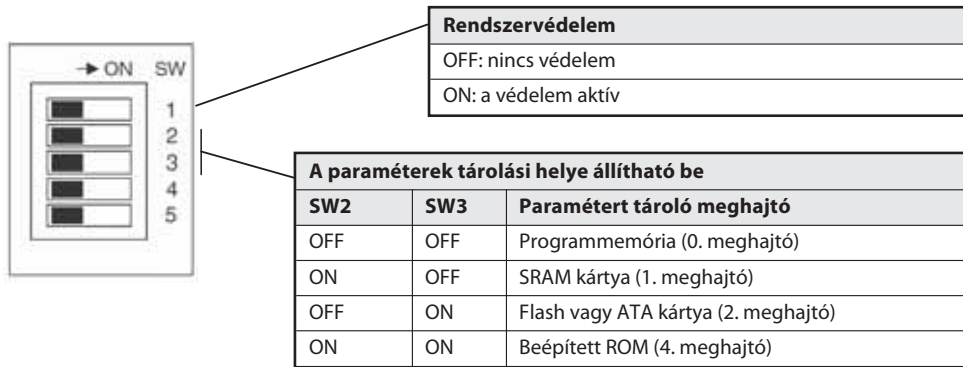 → ON SW
1
2
3
4
5
Rendszervédelem
OFF: nincs védelem
ON: a védelem aktív
A paraméterek tárolási helye állítható be
SW2 SW3 Paramétert tároló meghajtó
OFF OFF Programmemória (0. meghajtó)
ON OFF SRAM kártya (1. meghajtó)
OFF ON Flash vagy ATA kártya (2. meghajtó)
ON ON Beépített ROM (4. meghajtó)